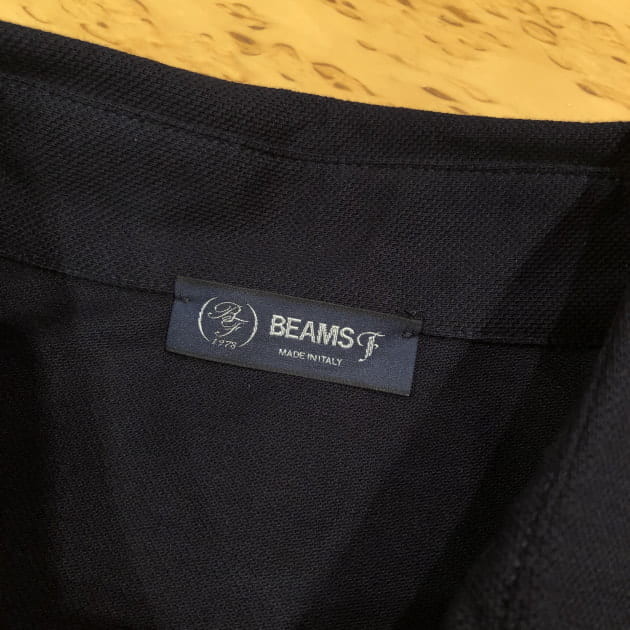 BF
1978
BEAMS F
MADE IN ITALY